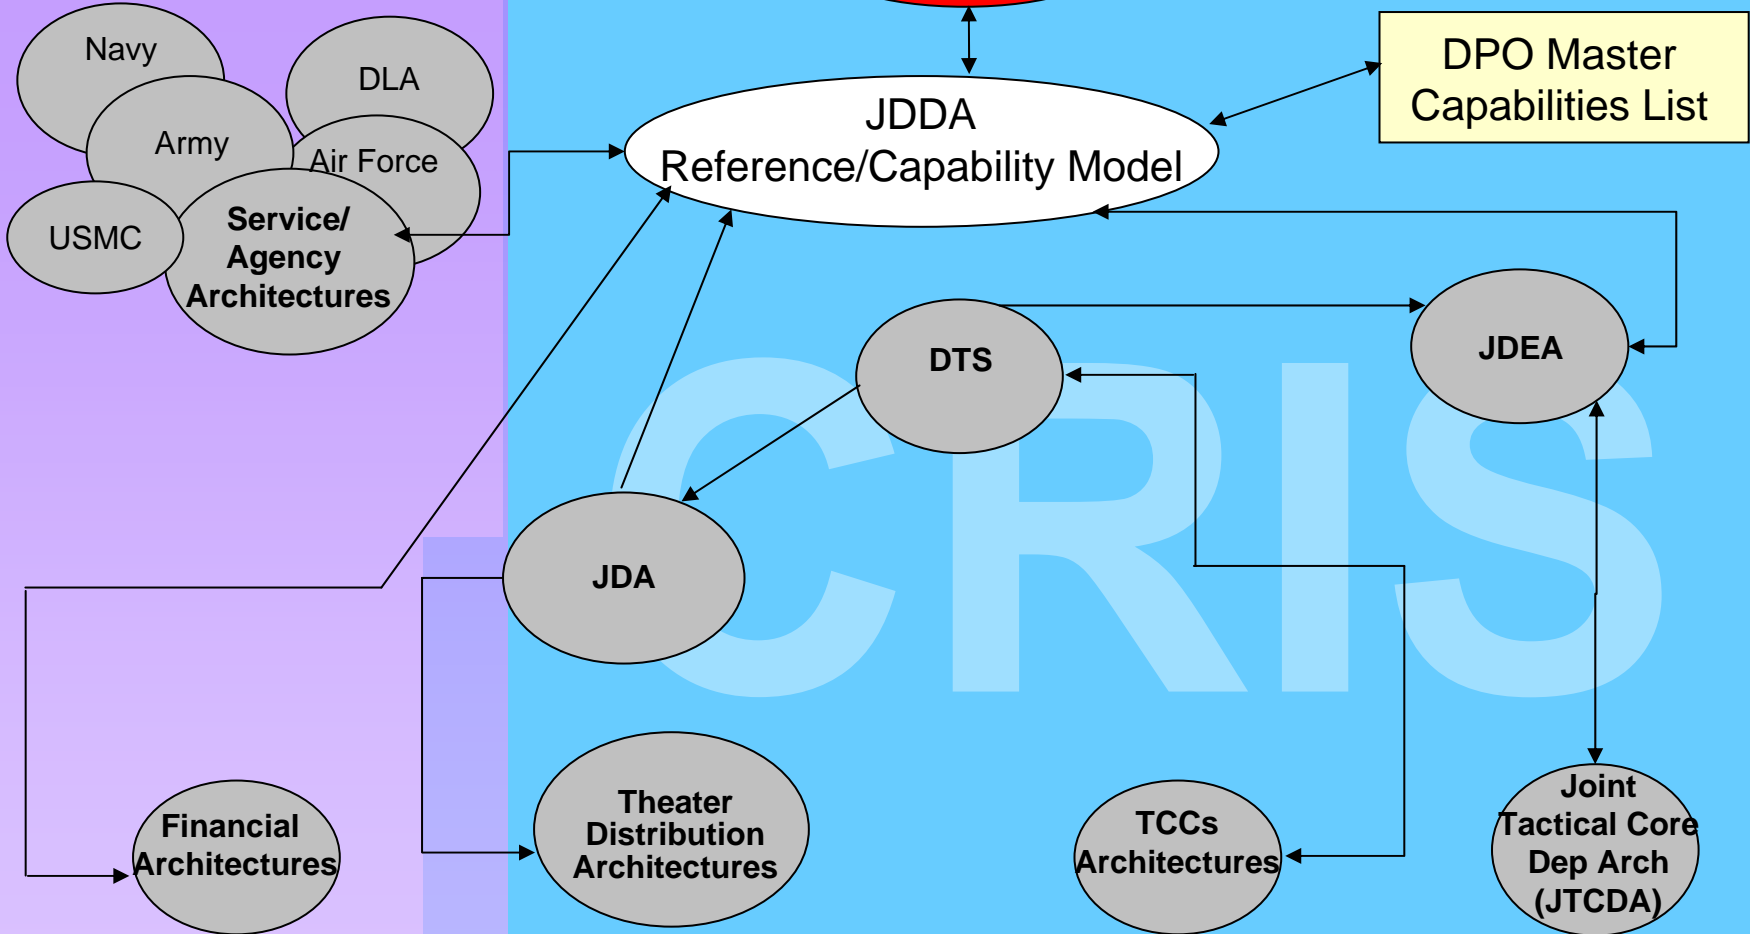 Navy
DLA
Army
Air Force
USMC
Service/
Agency
Architectures
JDDA
Reference/Capability Model
DPO Master
Capabilities List
DTS
JDEA
CRIS
JDA
Financial
Architectures
Theater
Distribution
Architectures
TCCs
Architectures
Joint
Tactical Core
Dep Arch
(JTCDA)